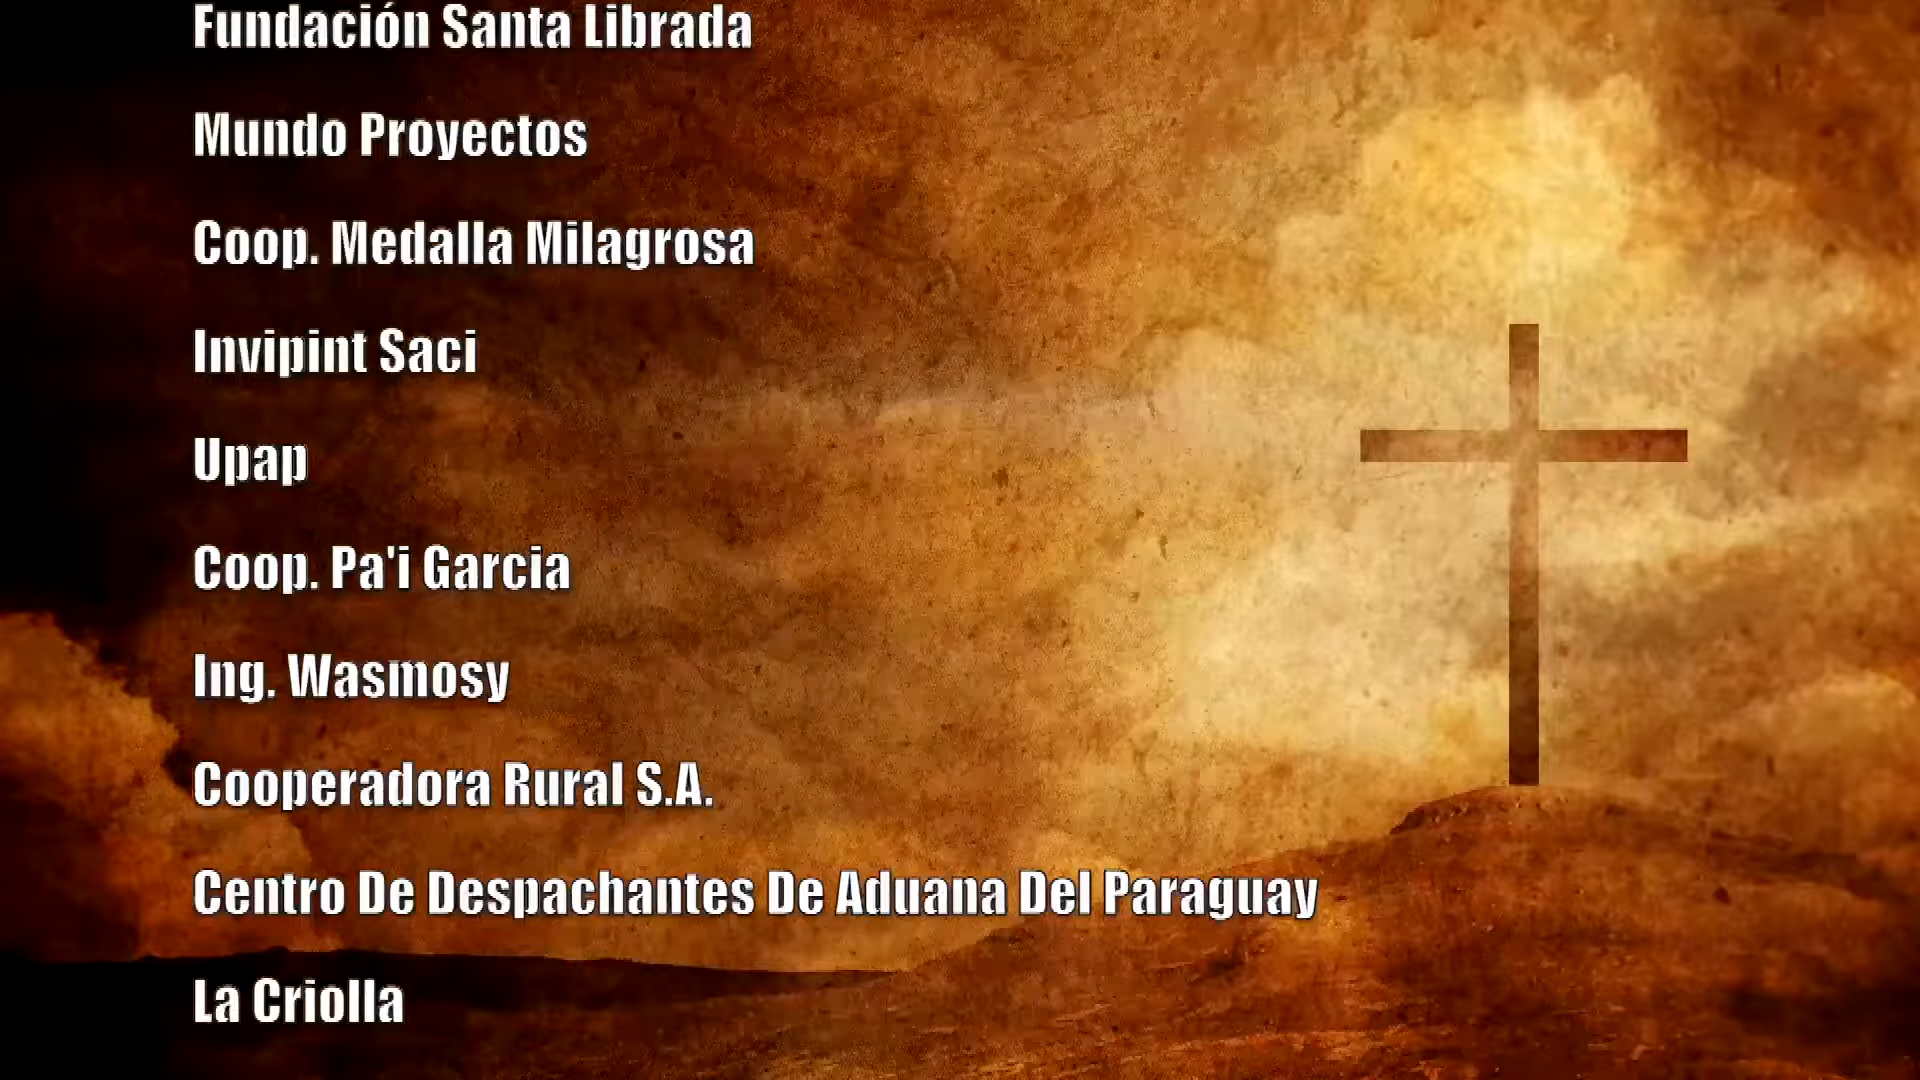 Fundación Santa Librada
Mundo Proyectos
Coop. Medalla Milagrosa
Invipint Saci
Upap
Coop. Pa'i Garcia
Ing. Wasmosy
Cooperadora Rural S.A.
Centro De Despachantes De Aduana Del Paraguay
La Criolla